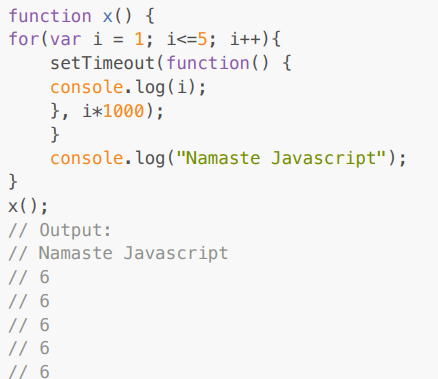 function x() {
for(var i = 1; i<=5; i++){
    setTimeout(function() {
    console.log(i);
    }, i*1000);
    }
    console.log("Namaste Javascript");
}
x();
// Output:
// Namaste Javascript
// 6
// 6
// 6
// 6
// 6